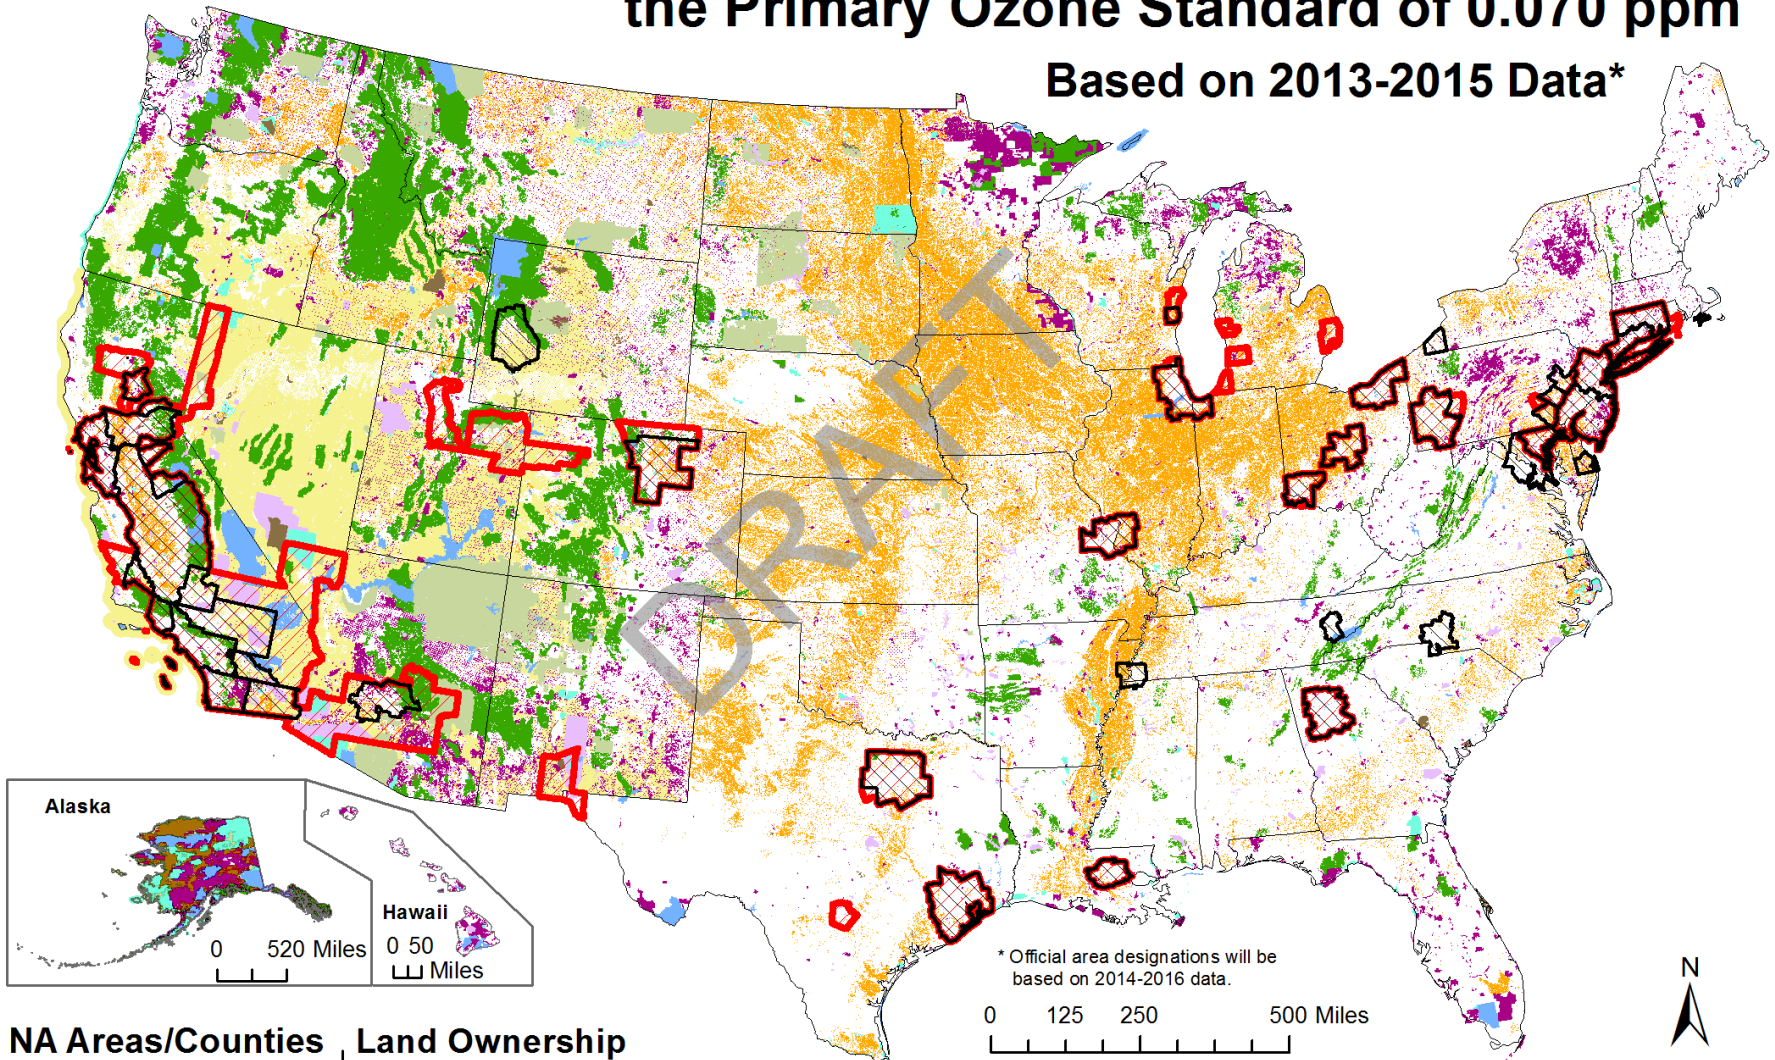 the Primary Ozone Standard of 0.070 ppm
Based on 2013-2015 Data*
DRAFT
Alaska
0 520 Miles
Hawaii
0 50
Miles
* Official area designations will be
based on 2014-2016 data.
0 125 250 500 Miles
N
NA Areas/Counties
Land Ownership